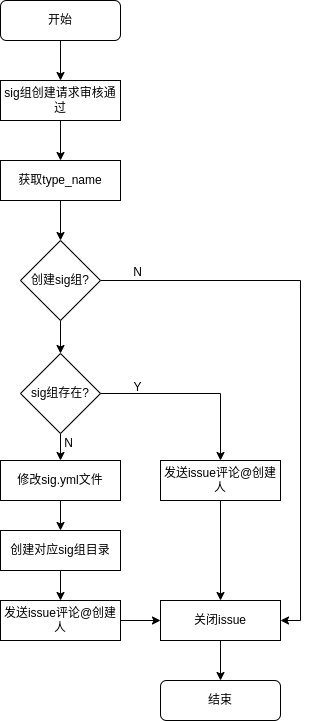 开始
sig组创建请求审核通
过
获取type_name
创建sig组?
N
sig组存在?
Y
N
修改sig.yml文件
发送issue评论@创建
人
创建对应sig组目录
发送issue评论@创建
人
关闭issue
结束